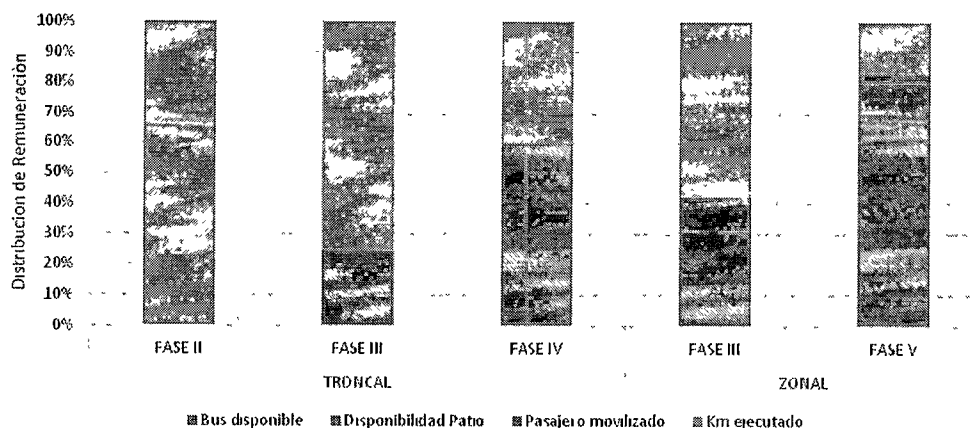 100%
90%
80%
70%
60%
50%
40%
30%
20%
10%
0%
Distribucion de Remuneración
FASE II
FASE III
FASE IV
FASE III
FASE V
TRONCAL
ZONAL
Bus disponible
Disponibilidad Patio
Pasajero movilizado
Km ejecutado